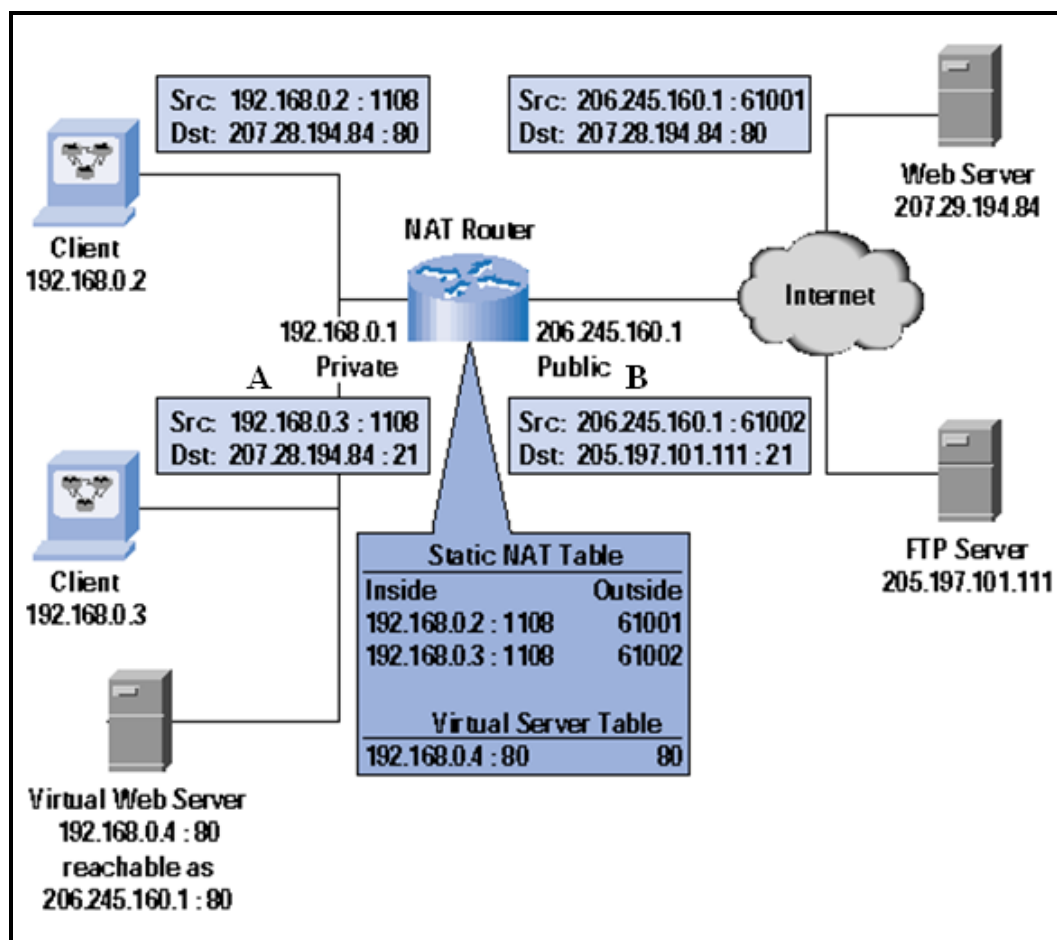 Src: 192.168.0.2 : 1108
Dst: 207.28.194.84 : 80
Src: 206.245.160.1 : 61001
Dst: 207.28.194.84 : 80
Client
192.168.0.2
Web Server
207.29.194.84
NAT Router
Internet
192.168.0.1
Private
206.245.160.1
Public
A
B
Src: 192.168.0.3 : 1108
Dst: 207.28.194.84 : 21
Src: 206.245.160.1 : 61002
Dst: 205.197.101.111 : 21
Client
192.168.0.3
FTP Server
205.197.101.111
Static NAT Table
Inside Outside
192.168.0.2 : 1108 61001
192.168.0.3 : 1108 61002
Virtual Server Table
192.168.0.4 : 80 80
Virtual Web Server
192.168.0.4 : 80
reachable as
206.245.160.1 : 80